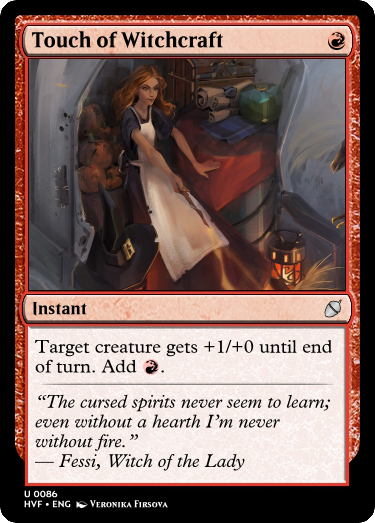 Touch of Witchcraft
Instant
Target creature gets +1/+0 until end
of turn. Add .
“The cursed spirits never seem to learn;
even without a hearth I’m never
without fire.”
— Fessi, Witch of the Lady
U 0086
HVF • ENG VERONIKA FIRSOVA